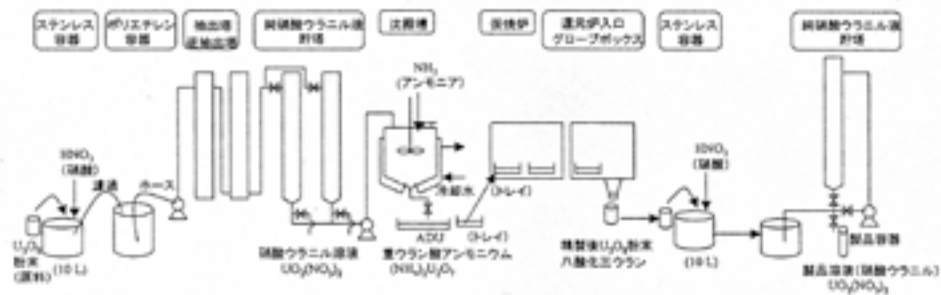 ステンレス
容器
ポリエチレン
容器
抽出塔
逆抽出塔
純硝酸ウラニル液
貯塔
沈殿槽
仮焼炉
還元炉入口
グローブボックス
ステンレス
容器
純硝酸ウラニル液
貯塔
NH₃
(アンモニア)
HNO₃
(硝酸)
濾過
ホース
冷却水
(トレイ)
HNO₃
(硝酸)
U₃O₈
粉末
(原料)
(10 L)
硝酸ウラニル溶液
UO₂(NO₃)₂
ADU
(トレイ)
重ウラン酸アンモニウム
(NH₄)₂U₂O₇
精製後U₃O₈粉末
八酸化三ウラン
(10 L)
製品容器
製品溶液(硝酸ウラニル)
UO₂(NO₃)₂